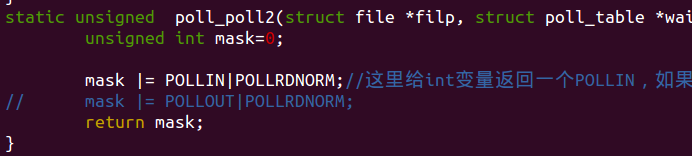 }
static unsigned  poll_poll2(struct file *filp, struct poll_table *wai
        unsigned int mask=0;
        mask |= POLLIN|POLLRDNORM;//这里给int变量返回一个POLLIN，如果
//      mask |= POLLOUT|POLLRDNORM;
        return mask;
}